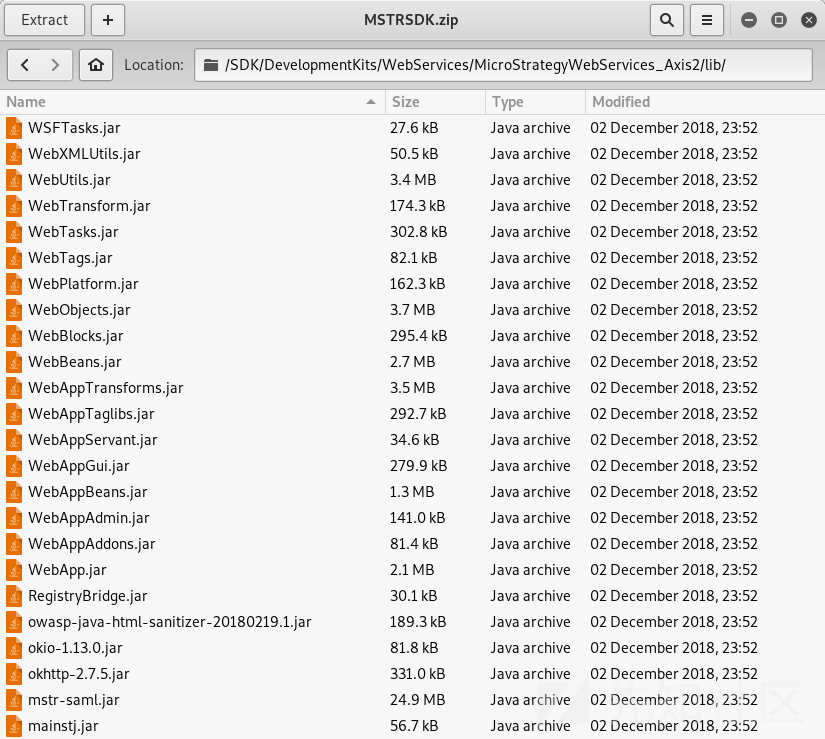 Extract + MSTRSDK.zip
Location: /SDK/DevelopmentKits/WebServices/MicroStrategyWebServices_Axis2/lib/
Name Size Type Modified
WSFTasks.jar 27.6 kB Java archive 02 December 2018, 23:52
WebXMLUtils.jar 50.5 kB Java archive 02 December 2018, 23:52
WebUtils.jar 3.4 MB Java archive 02 December 2018, 23:52
WebTransform.jar 174.3 kB Java archive 02 December 2018, 23:52
WebTasks.jar 302.8 kB Java archive 02 December 2018, 23:52
WebTags.jar 82.1 kB Java archive 02 December 2018, 23:52
WebPlatform.jar 162.3 kB Java archive 02 December 2018, 23:52
WebObjects.jar 3.7 MB Java archive 02 December 2018, 23:52
WebBlocks.jar 295.4 kB Java archive 02 December 2018, 23:52
WebBeans.jar 2.7 MB Java archive 02 December 2018, 23:52
WebAppTransforms.jar 3.5 MB Java archive 02 December 2018, 23:52
WebAppTaglibs.jar 292.7 kB Java archive 02 December 2018, 23:52
WebAppServant.jar 34.6 kB Java archive 02 December 2018, 23:52
WebAppGui.jar 279.9 kB Java archive 02 December 2018, 23:52
WebAppBeans.jar 1.3 MB Java archive 02 December 2018, 23:52
WebAppAdmin.jar 141.0 kB Java archive 02 December 2018, 23:52
WebAppAddons.jar 81.4 kB Java archive 02 December 2018, 23:52
WebApp.jar 2.1 MB Java archive 02 December 2018, 23:52
RegistryBridge.jar 30.1 kB Java archive 02 December 2018, 23:52
owasp-java-html-sanitizer-20180219.1.jar 189.3 kB Java archive 02 December 2018, 23:52
okio-1.13.0.jar 81.8 kB Java archive 02 December 2018, 23:52
okhttp-2.7.5.jar 331.0 kB Java archive 02 December 2018, 23:52
mstr-saml.jar 24.9 MB Java archive 02 December 2018, 23:52
mainstj.jar 56.7 kB Java archive 02 December 2018, 23:52